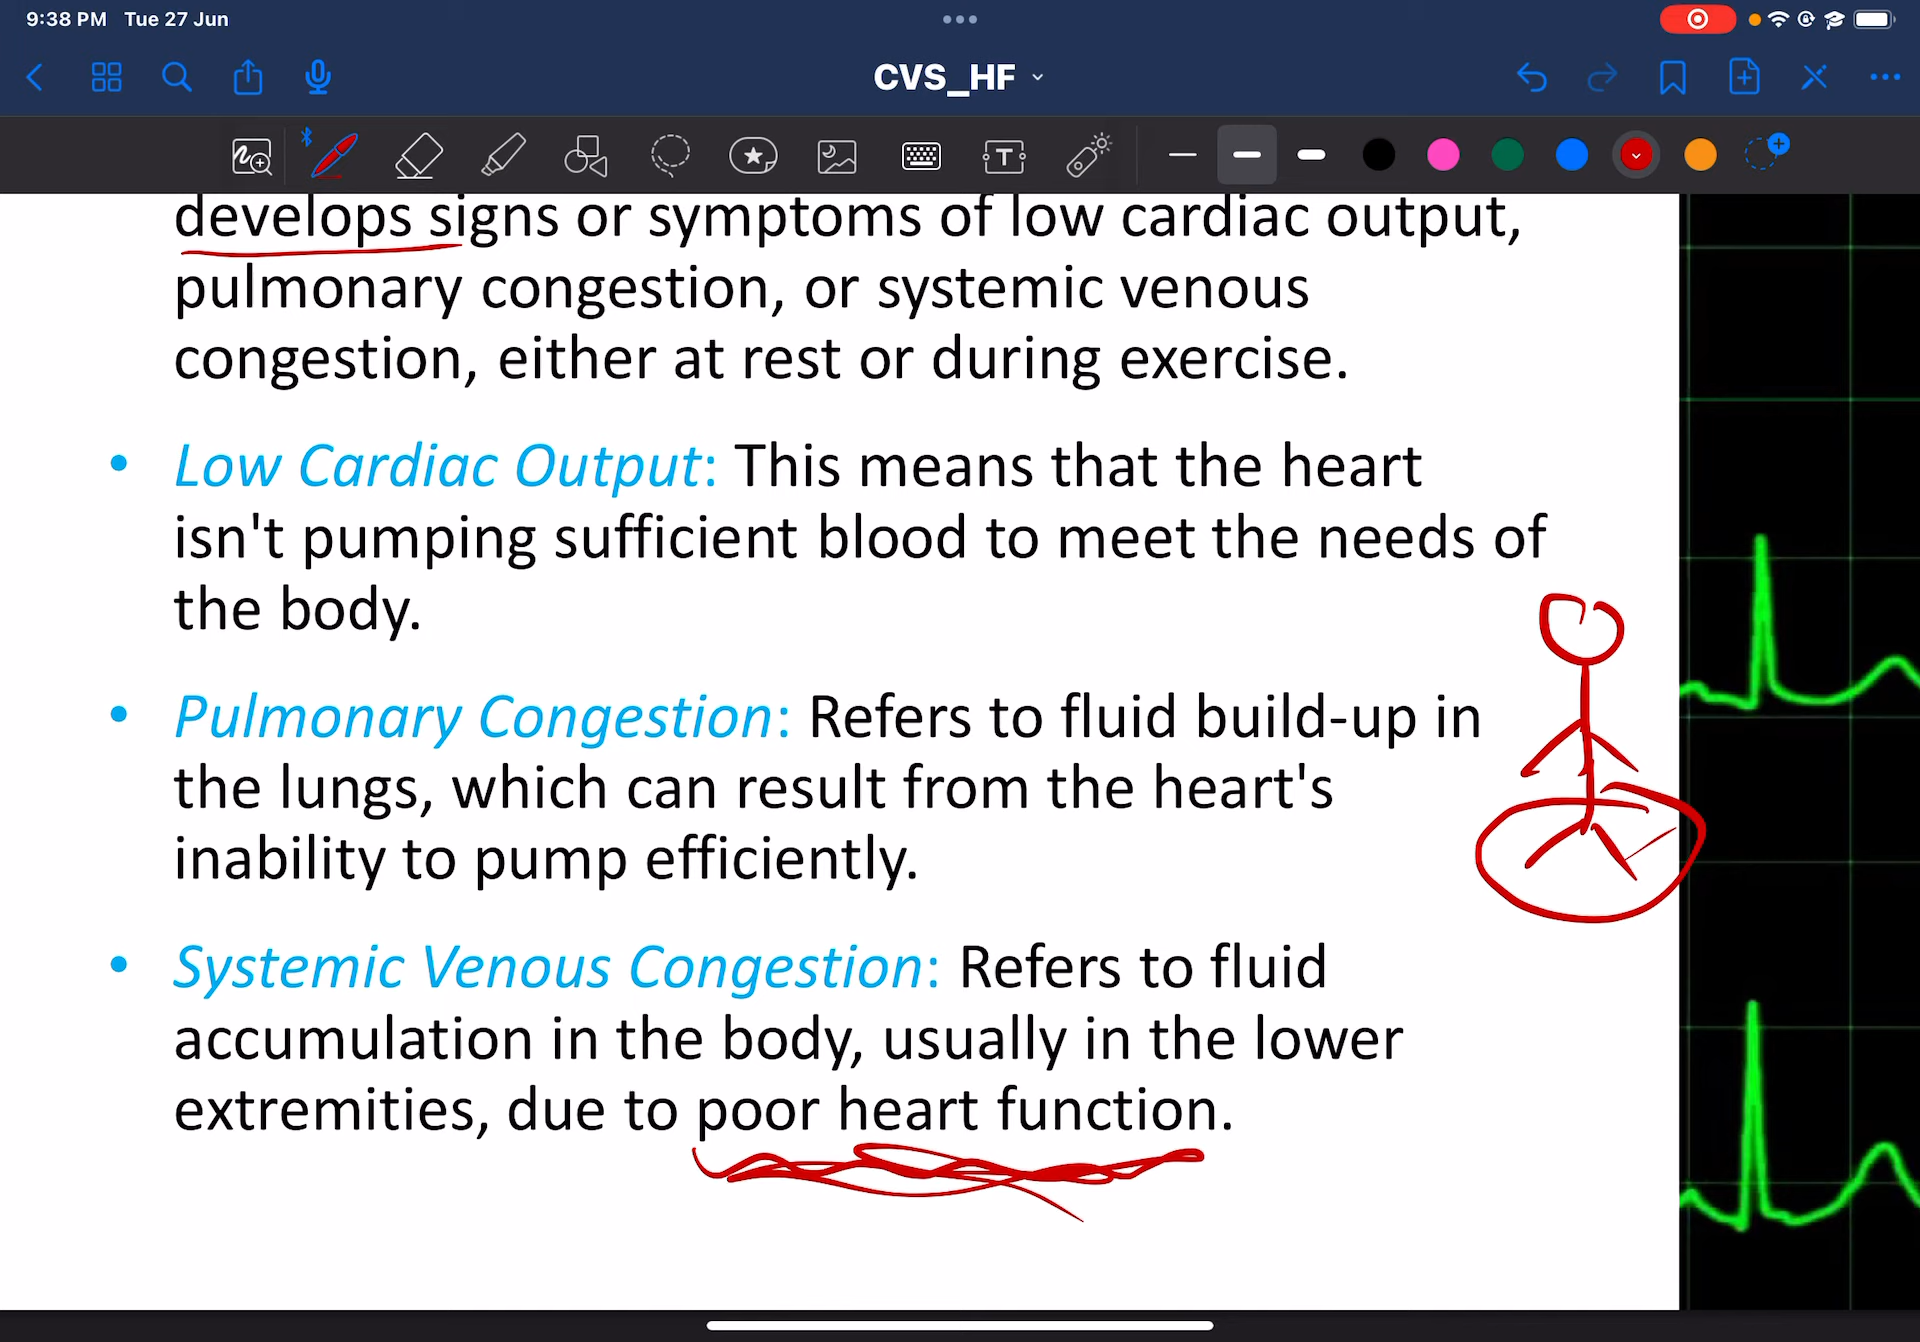 9:38 PM Tue 27 Jun
CVS_HF
T
develops signs or symptoms of low cardiac output,
pulmonary congestion, or systemic venous
congestion, either at rest or during exercise.
• Low Cardiac Output: This means that the heart
isn't pumping sufficient blood to meet the needs of
the body.
• Pulmonary Congestion: Refers to fluid build-up in
the lungs, which can result from the heart's
inability to pump efficiently.
• Systemic Venous Congestion: Refers to fluid
accumulation in the body, usually in the lower
extremities, due to poor heart function.